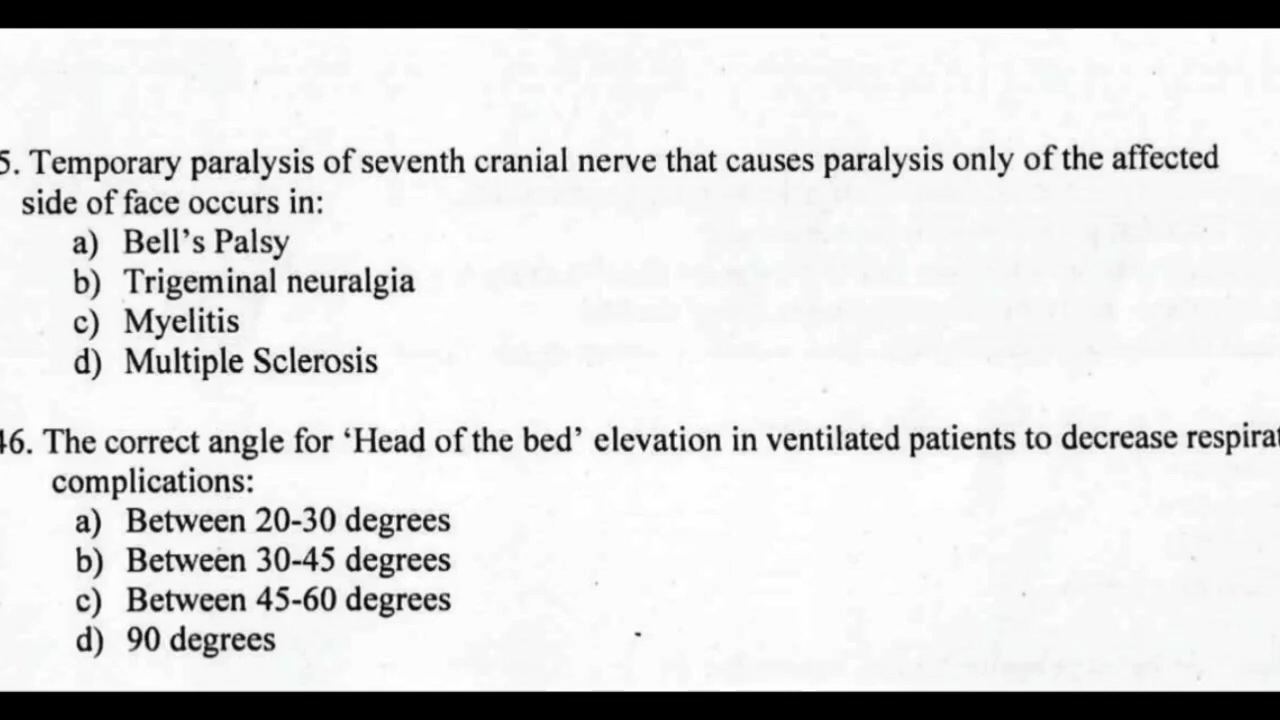 5. Temporary paralysis of seventh cranial nerve that causes paralysis only of the affected
side of face occurs in:
a) Bell's Palsy
b) Trigeminal neuralgia
c) Myelitis
d) Multiple Sclerosis
46. The correct angle for 'Head of the bed' elevation in ventilated patients to decrease
complications:
a) Between 20-30 degrees
b) Between 30-45 degrees
c) Between 45-60 degrees
d) 90 degrees